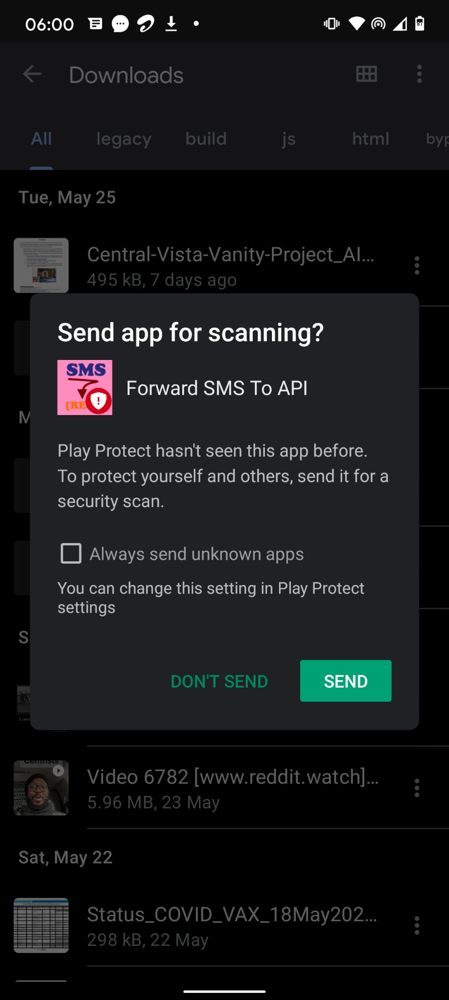 06:00
61
Downloads
All legacy build js html byp
Tue, May 25
Central-Vista-Vanity-Project_AI...
495 kB, 7 days ago
Send app for scanning?
SMS
{RE
Forward SMS To API
M
Play Protect hasn't seen this app before.
To protect yourself and others, send it for a
security scan.
Always send unknown apps
You can change this setting in Play Protect
settings
S
DON'T SEND SEND
Com
Centrists
Video 6782 [www.reddit.watch]...
5.96 MB, 23 May
Sat, May 22
Status_COVID_VAX_18May202...
298 kB, 22 May